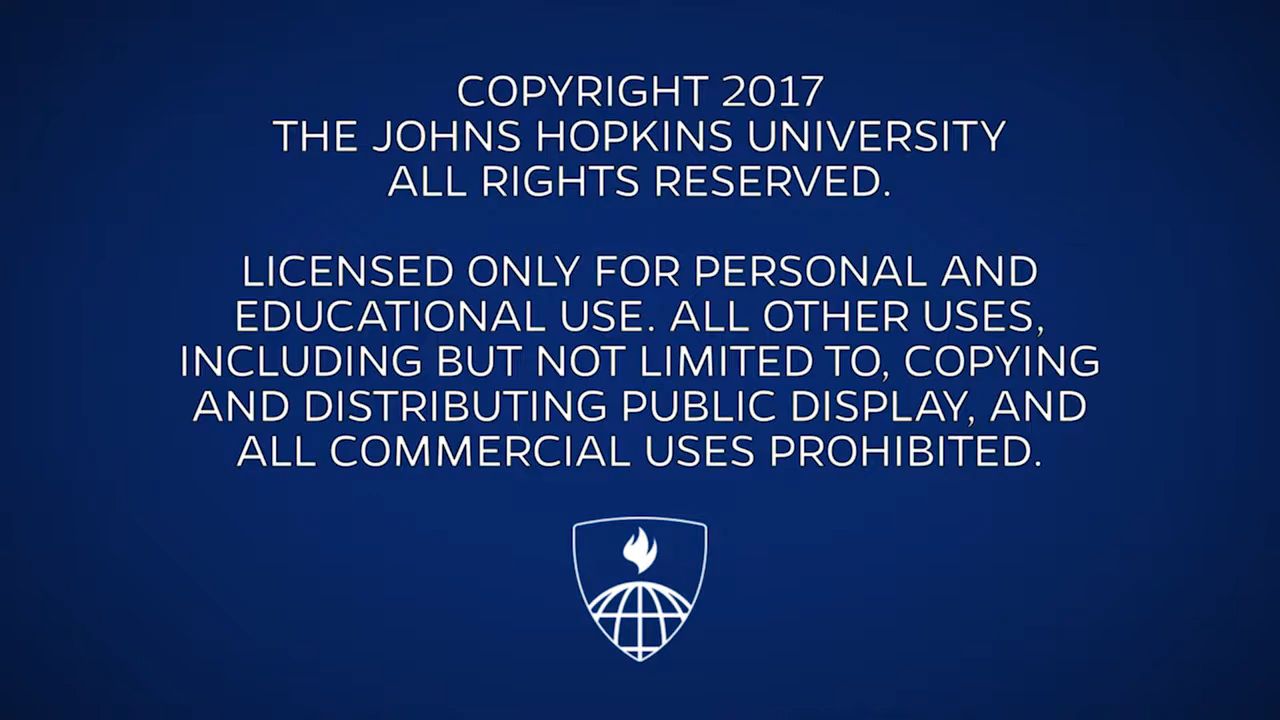 COPYRIGHT 2017
THE JOHNS HOPKINS UNIVERSITY
ALL RIGHTS RESERVED.
LICENSED ONLY FOR PERSONAL AND
EDUCATIONAL USE. ALL OTHER USES,
INCLUDING BUT NOT LIMITED TO, COPYING
AND DISTRIBUTING PUBLIC DISPLAY, AND
ALL COMMERCIAL USES PROHIBITED.